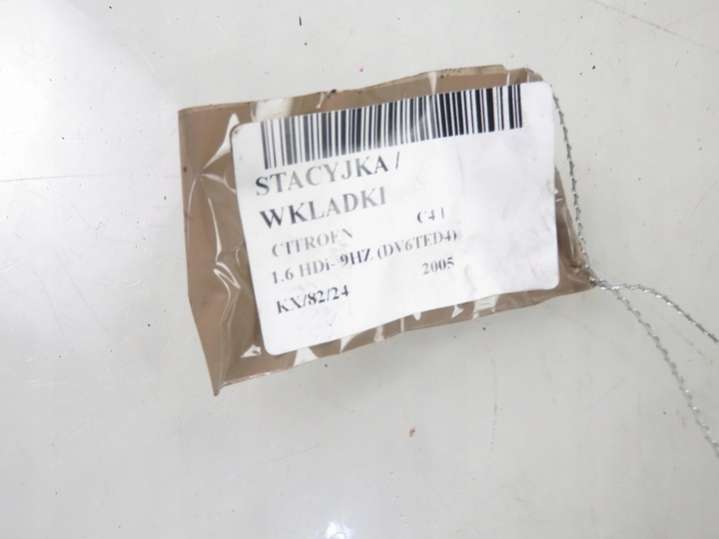 STACYJKA /
WKLADKI
CITROEN C4 I
1.6 HDI- 9HZ (DV6TED4)
2005
KX/82/24